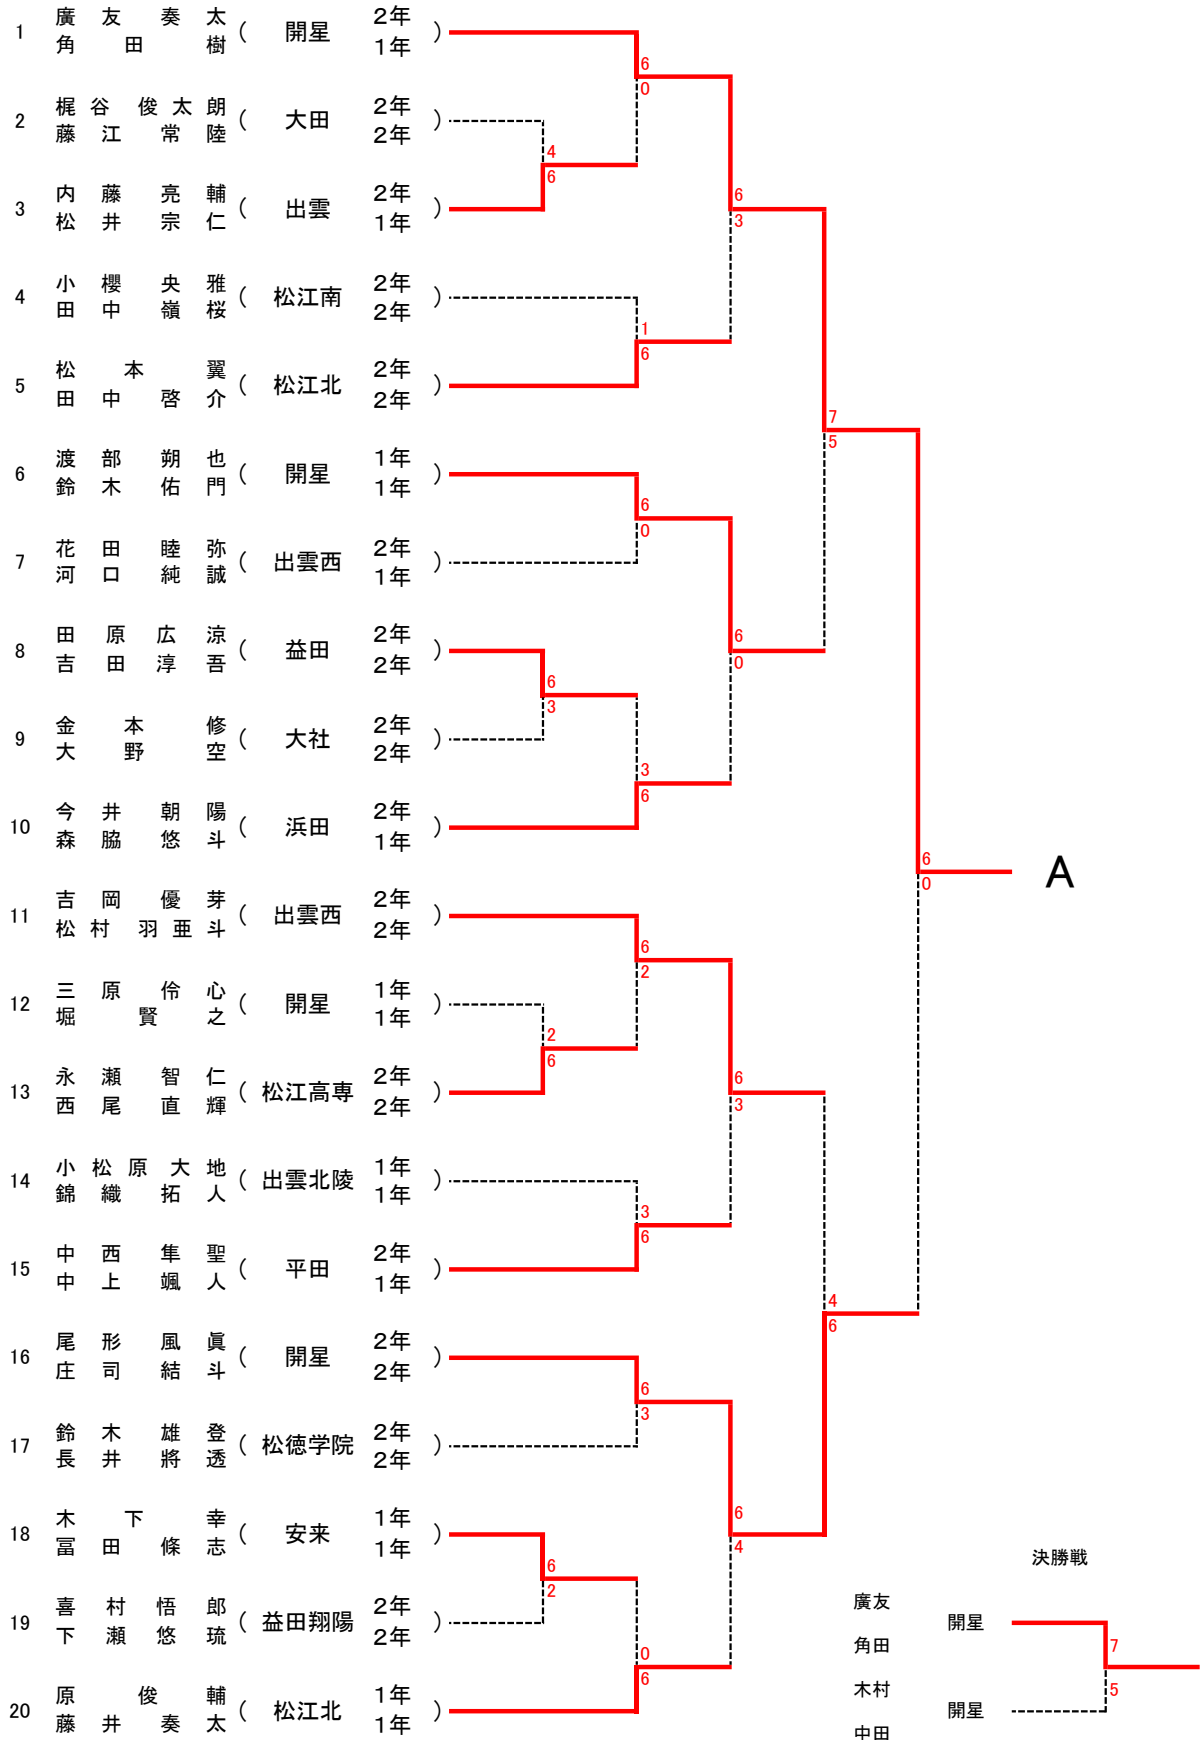 1 廣友奏太 ( 開星 2年 )
角田樹 1年
6
0
2 梶谷俊太朗 ( 大田 2年 )
藤江常陸 2年
4
6
3 内藤亮輔 ( 出雲 2年 )
松井宗仁 1年
6
3
4 小櫻央雅 ( 松江南 2年 )
田中嶺桜 2年
1
6
5 松本翼 ( 松江北 2年 )
田中啓介 2年
7
5
6 渡部朔也 ( 開星 1年 )
鈴木佑門 1年
6
0
7 花田睦弥 ( 出雲西 2年 )
河口純誠 1年
8 田原広涼 ( 益田 2年 )
吉田淳吾 2年
6
0
6
3
9 金本修 ( 大社 2年 )
大野空 2年
3
6
10 今井朝陽 ( 浜田 2年 )
森脇悠斗 1年
6
0
A
11 吉岡優芽 ( 出雲西 2年 )
松村羽亜斗 2年
6
2
12 三原伶心 ( 開星 1年 )
堀賢之 1年
2
6
13 永瀬智仁 ( 松江高専 2年 )
西尾直輝 2年
6
3
14 小松原大地 ( 出雲北陵 1年 )
錦織拓人 1年
3
6
15 中西隼聖 ( 平田 2年 )
中上颯人 1年
4
6
16 尾形風眞 ( 開星 2年 )
庄司結斗 2年
6
3
17 鈴木雄登 ( 松徳学院 2年 )
長井將透 2年
6
4
18 木下幸 ( 安来 1年 )
冨田條志 1年
6
2
19 喜村悟郎 ( 益田翔陽 2年 )
下瀬悠琉 2年
0
6
20 原俊輔 ( 松江北 1年 )
藤井奏太 1年
決勝戦
廣友
開星
角田
7
5
木村
開星
中田